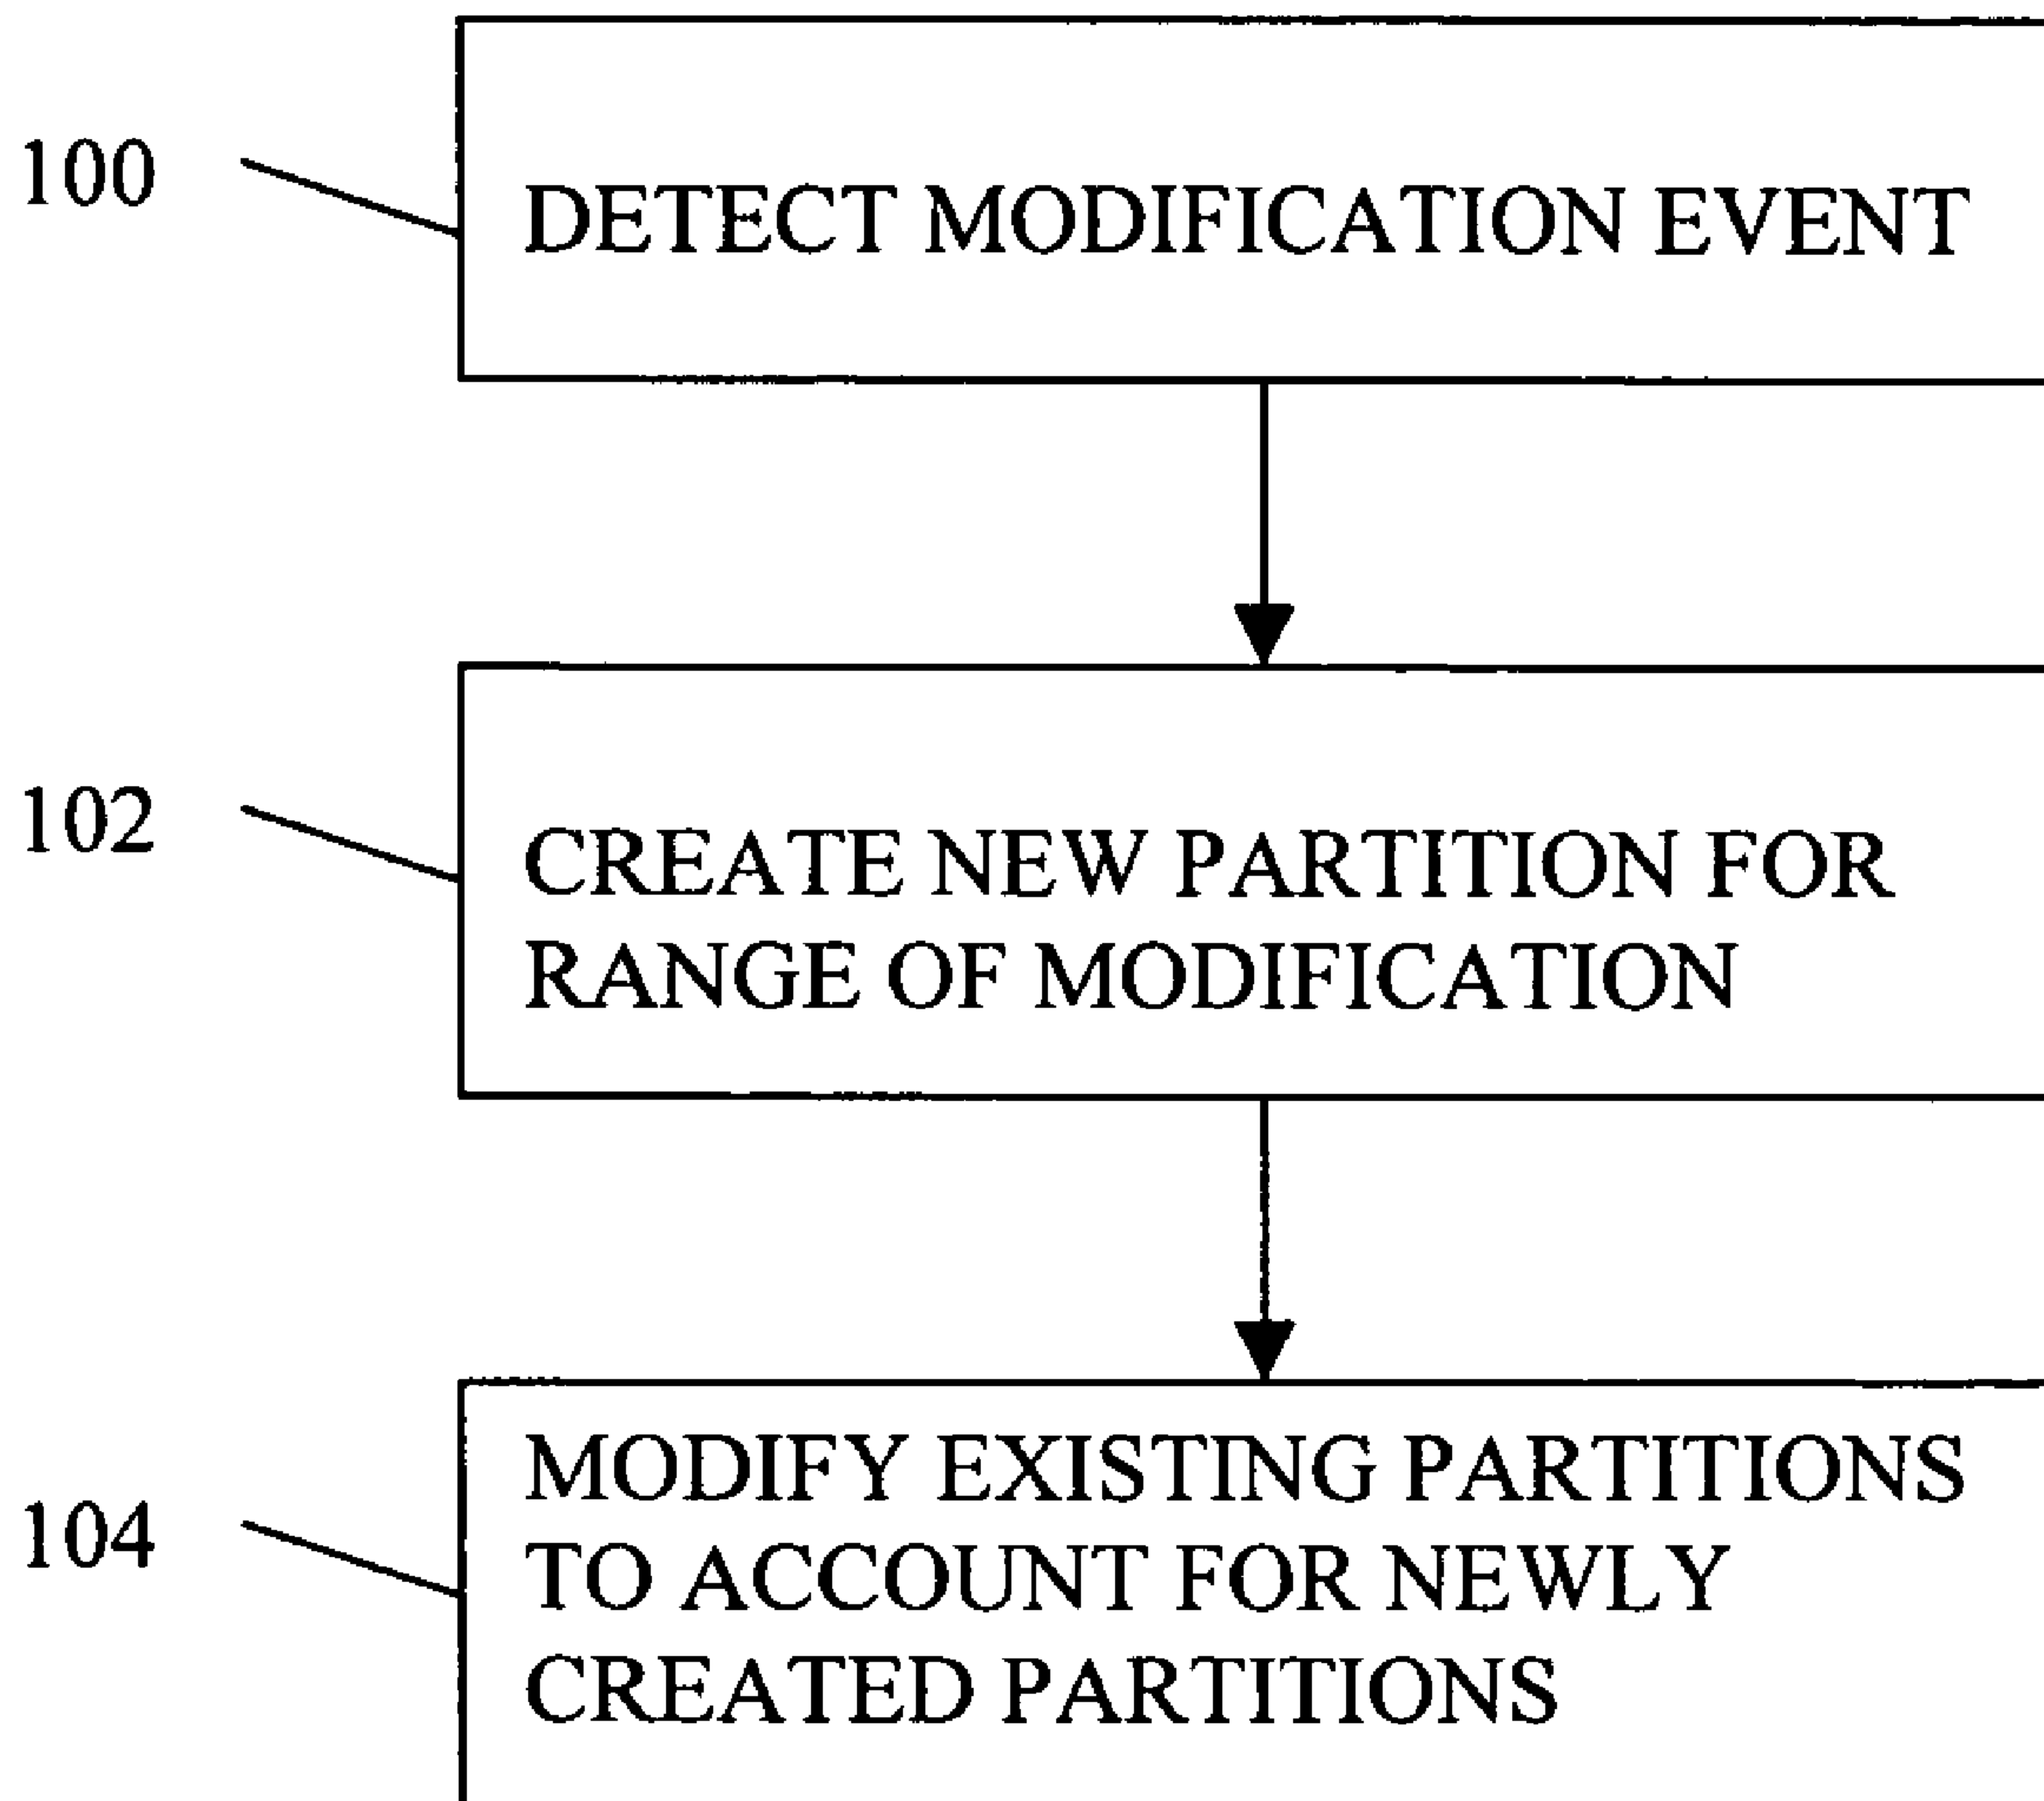 100
DETECT MODIFICATION EVENT
102
CREATE NEW PARTITION FOR
RANGE OF MODIFICATION
104
MODIFY EXISTING PARTITIONS
TO ACCOUNT FOR NEWLY
CREATED PARTITIONS